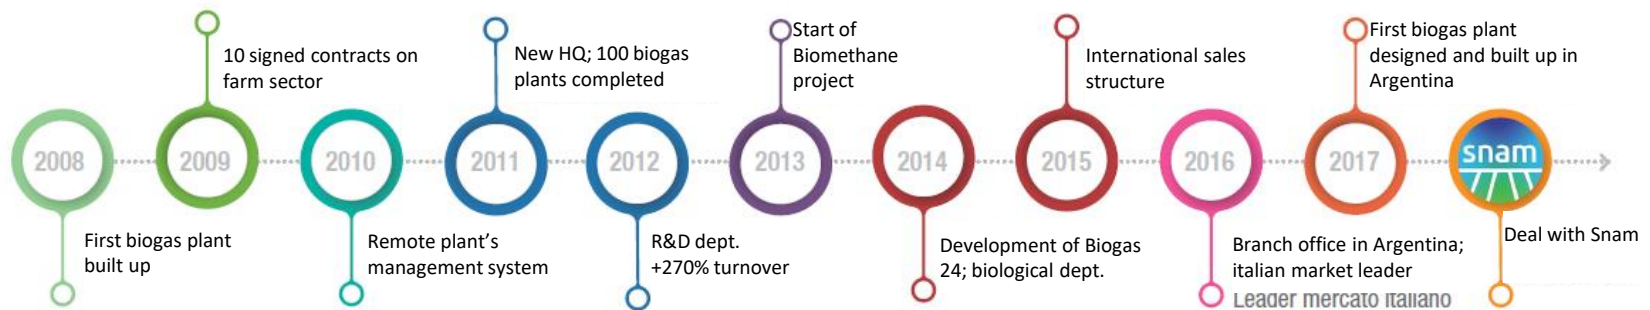 10 signed contracts on
farm sector
New HQ; 100 biogas
plants completed
Start of
Biomethane
project
International sales
structure
First biogas plant
designed and built up in
Argentina
2008
2009
2010
2011
2012
2013
2014
2015
2016
2017
snam
First biogas plant
built up
Remote plant's
management system
R&D dept.
+270% turnover
Development of Biogas
24; biological dept.
Branch office in Argentina;
italian market leader
Leader mercato italiano
Deal with Snam